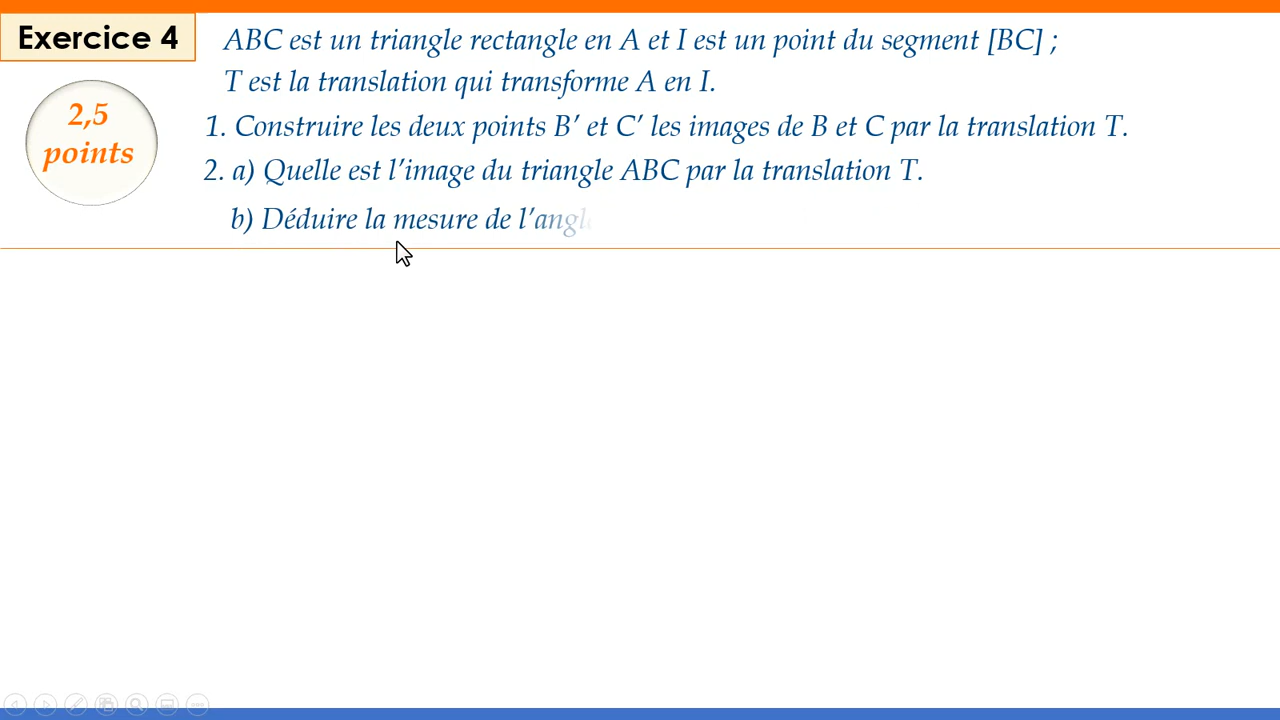 Exercice 4
ABC est un triangle rectangle en A et I est un point du segment [BC] ;
T est la translation qui transforme A en I.
2,5
points
1. Construire les deux points B’ et C’ les images de B et C par la translation T.
2. a) Quelle est l’image du triangle ABC par la translation T.
b) Déduire la mesure de l’angl